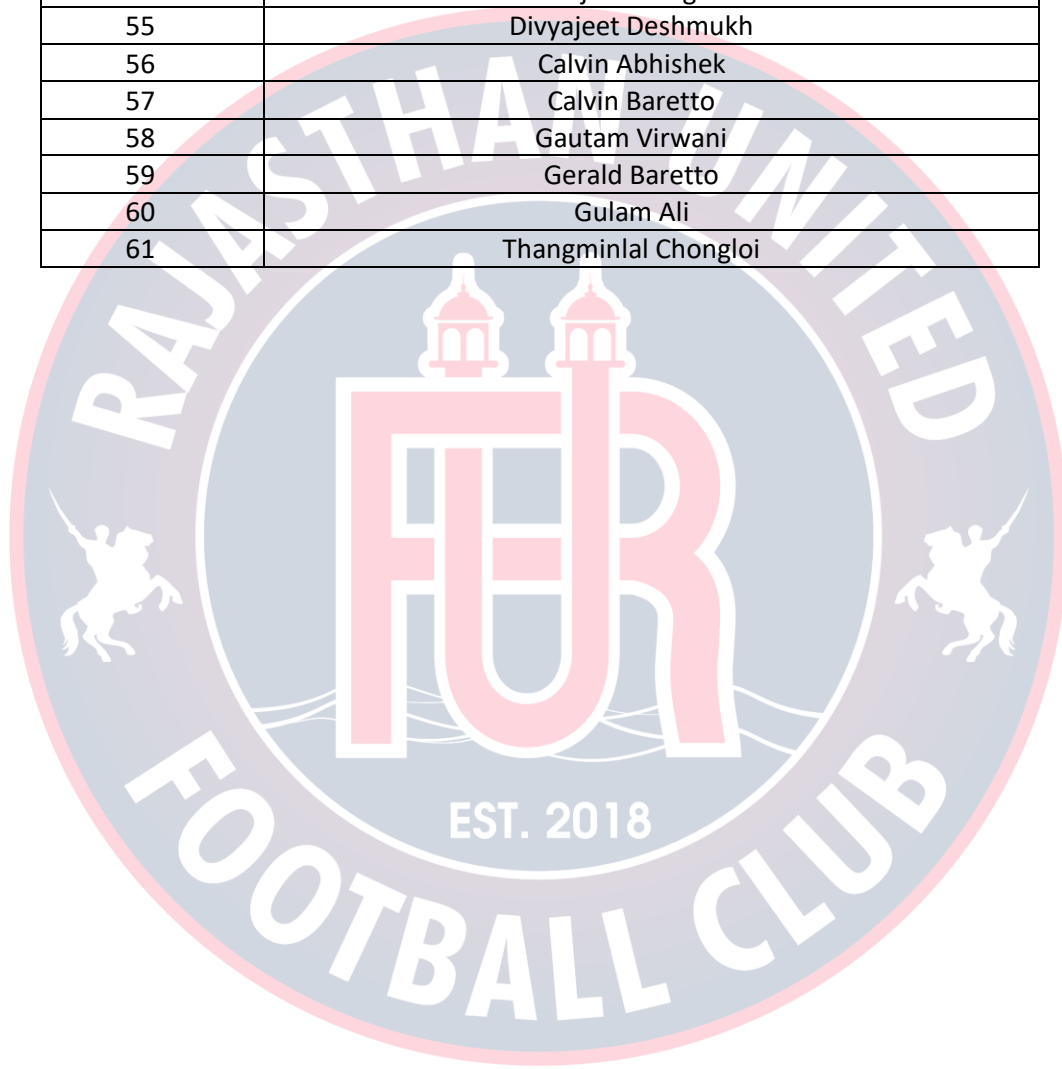 55 Divyajeet Deshmukh
56 Calvin Abhishek
57 Calvin Baretto
58 Gautam Virwani
59 Gerald Baretto
60 Gulam Ali
61 Thangminlal Chongloi
RAJASTHAN UNITED
FUR
EST. 2018
FOOTBALL CLUB